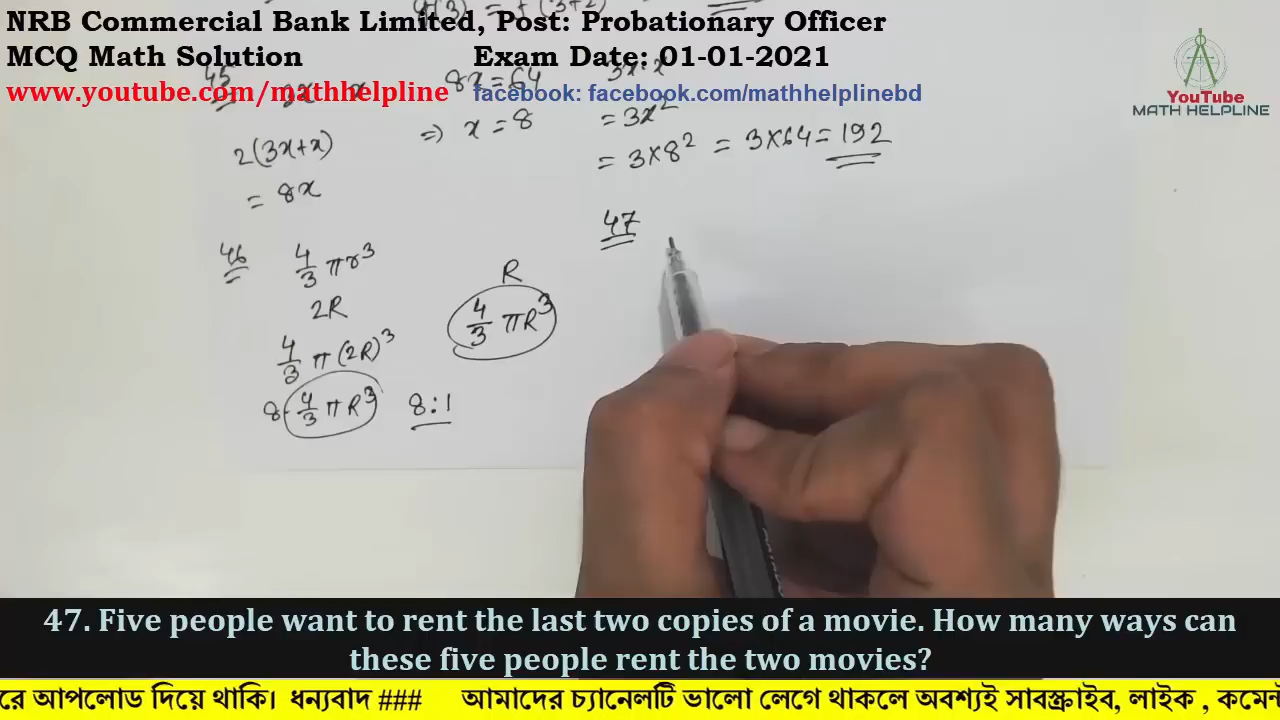 NRB Commercial Bank Limited, Post: Probationary Officer
MCQ Math Solution Exam Date: 01-01-2021
www.youtube.com/mathhelpline facebook: facebook.com/mathhelplinebd
YouTube
MATH HELPLINE
45 3x x
2(3x+x)
= 8x
8x = 64
=> x = 8
3x·x
= 3x²
= 3×8² = 3×64 = 192
46 4/3 πr³
2R
4/3 π(2R)³
8·4/3 πR³ 8:1
R
4/3 πR³
47
47. Five people want to rent the last two copies of a movie. How many ways can
these five people rent the two movies?
রে আপলোড দিয়ে থাকি। ধন্যবাদ ### আমাদের চ্যানেলটি ভালো লেগে থাকলে অবশ্যই সাবস্ক্রাইব, লাইক , কমেন্ট